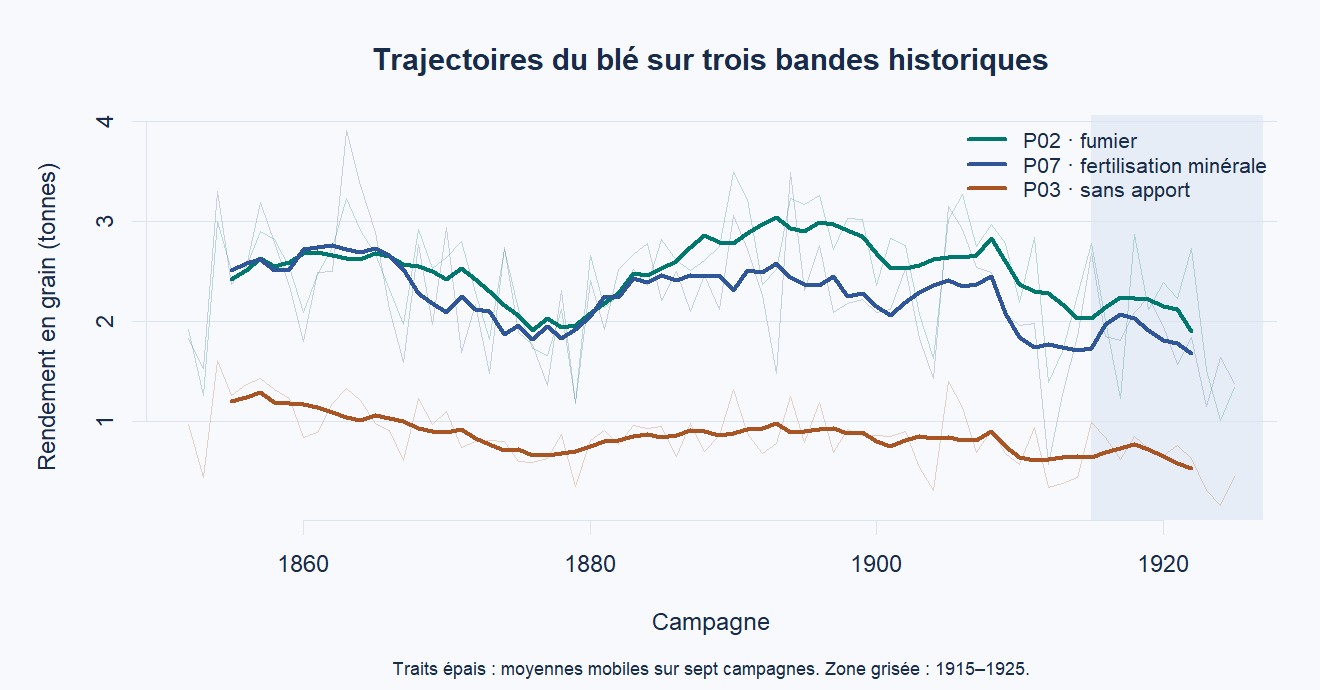 Trajectoires du blé sur trois bandes historiques
Rendement en grain (tonnes)
4
3
2
1
P02 · fumier
P07 · fertilisation minérale
P03 · sans apport
1860
1880
1900
1920
Campagne
Traits épais : moyennes mobiles sur sept campagnes. Zone grisée : 1915–1925.